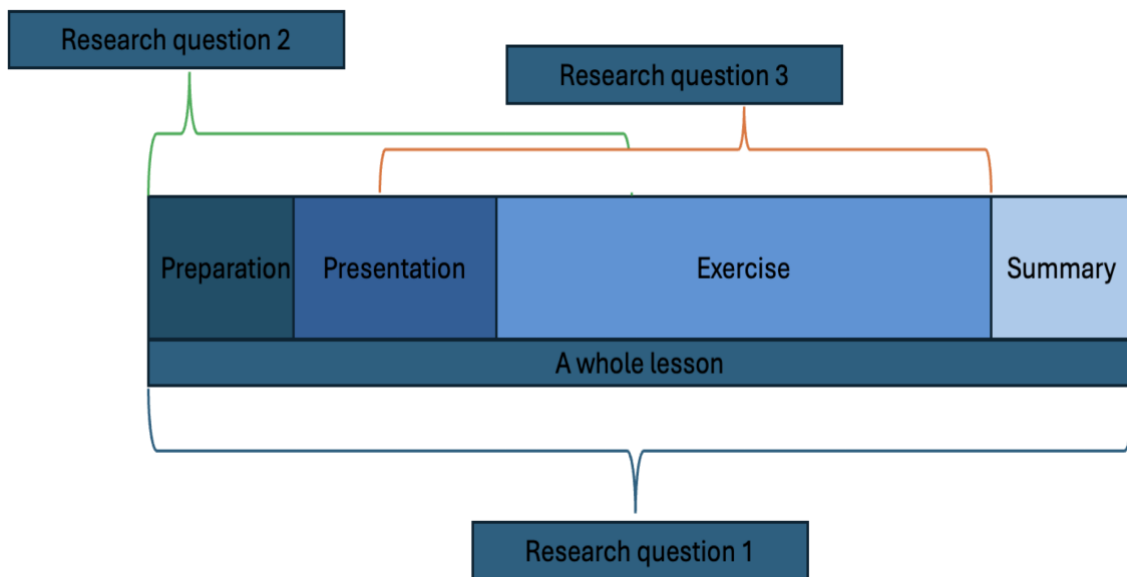 Research question 2
Research question 3
Preparation
Presentation
Exercise
Summary
A whole lesson
Research question 1